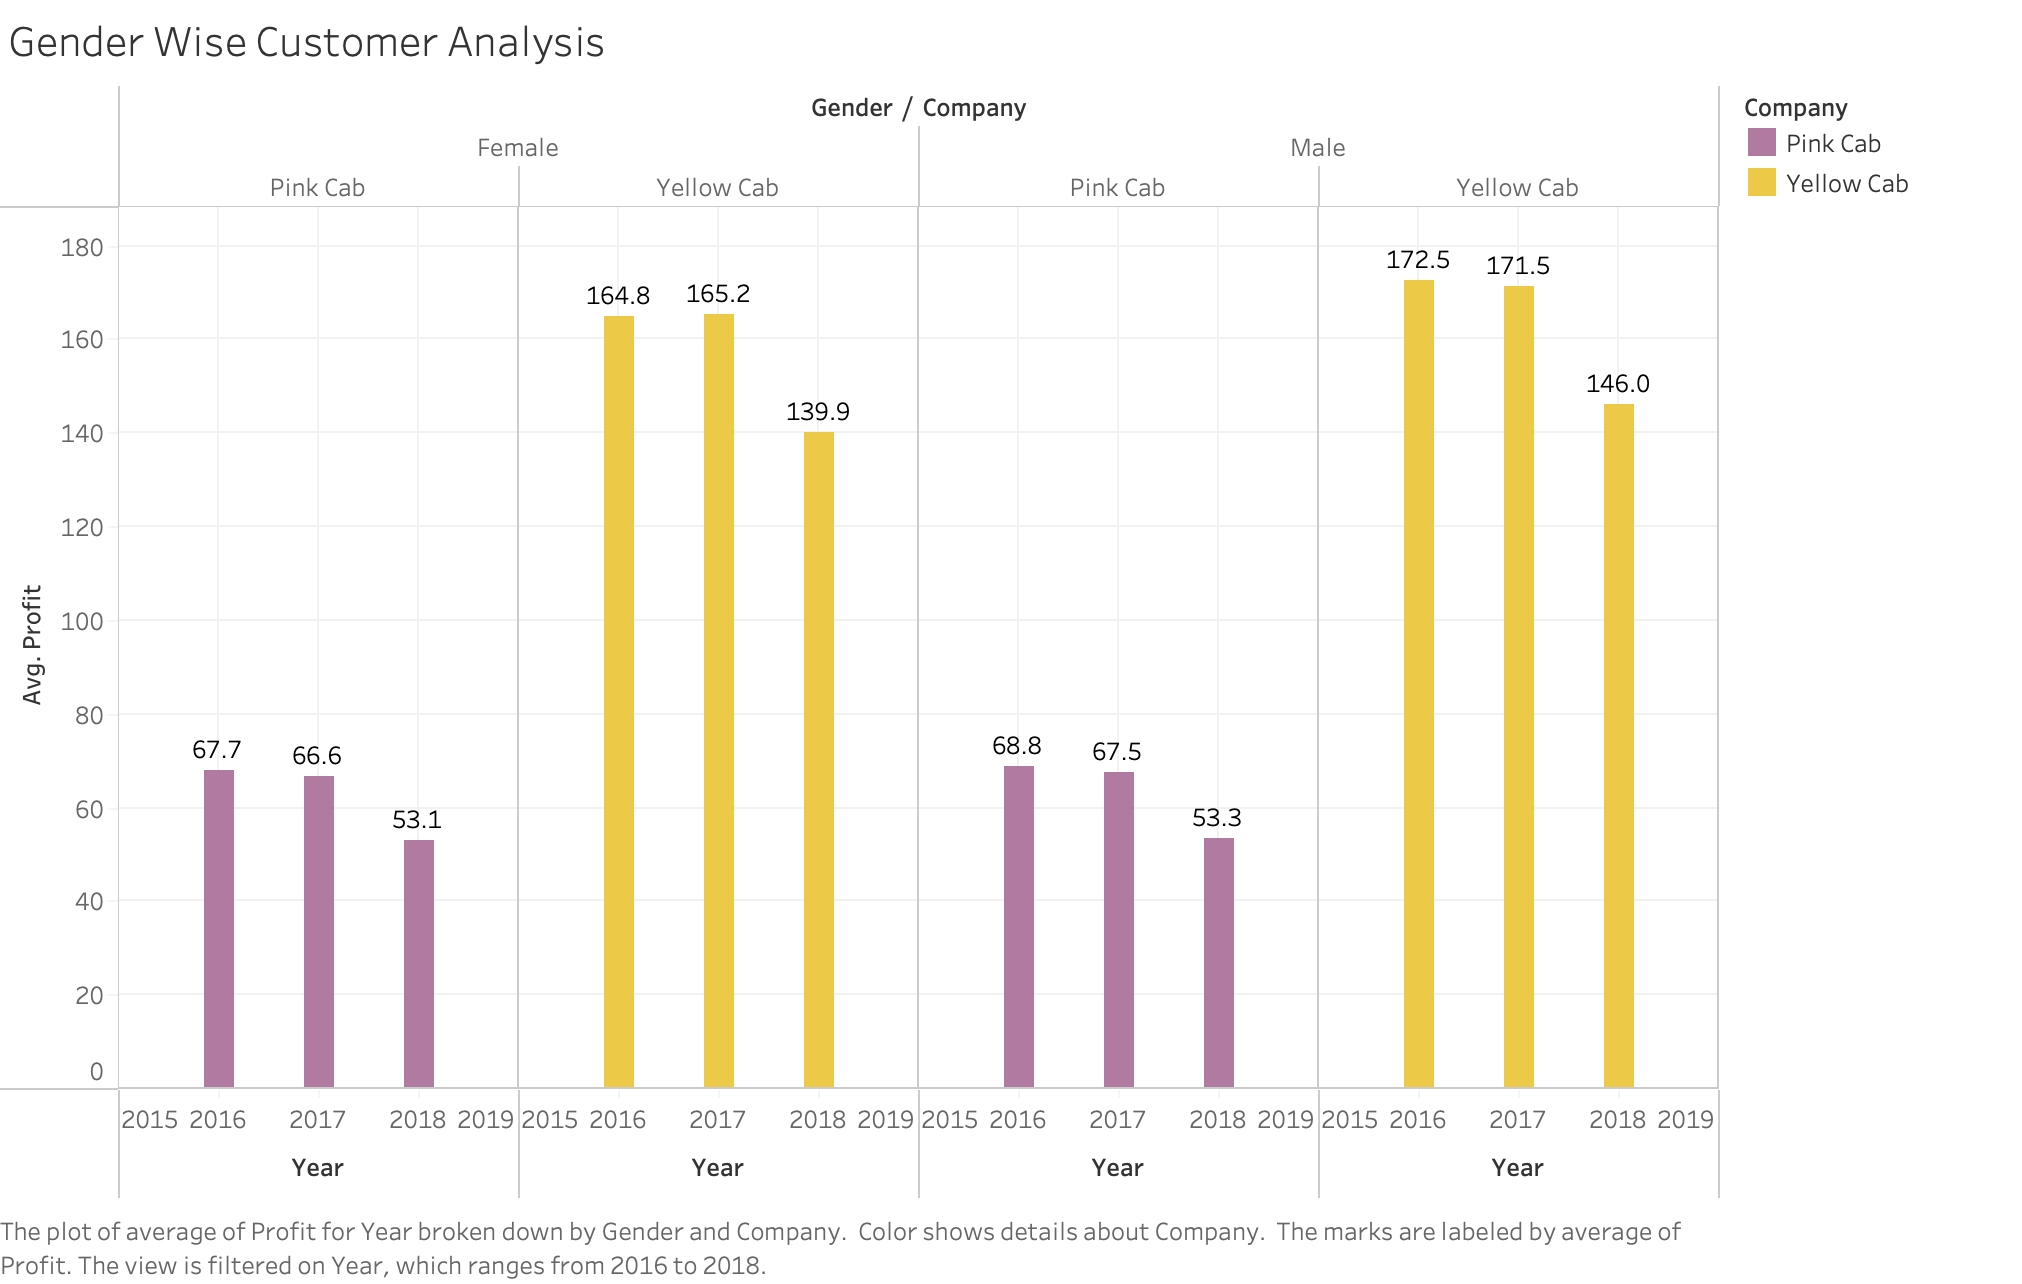 Gender Wise Customer Analysis
Gender / Company
Company
Female
Male
Pink Cab
Yellow Cab
Pink Cab
Yellow Cab
Pink Cab
Yellow Cab
Avg. Profit
180
160
140
120
100
80
60
40
20
0
67.7
66.6
53.1
164.8
165.2
139.9
68.8
67.5
53.3
172.5
171.5
146.0
2015 2016 2017 2018 2019
2015 2016 2017 2018 2019
2015 2016 2017 2018 2019
2015 2016 2017 2018 2019
Year
Year
Year
Year
The plot of average of Profit for Year broken down by Gender and Company.  Color shows details about Company.  The marks are labeled by average of
Profit. The view is filtered on Year, which ranges from 2016 to 2018.